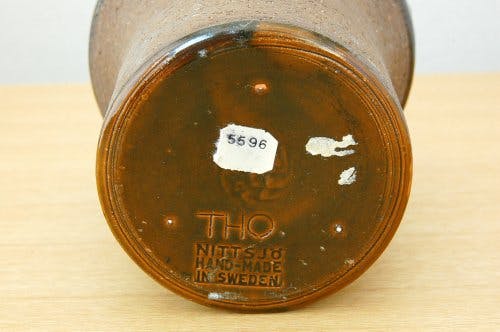 5596
THO
NITTSJÖ
HAND-MADE
IN SWEDEN